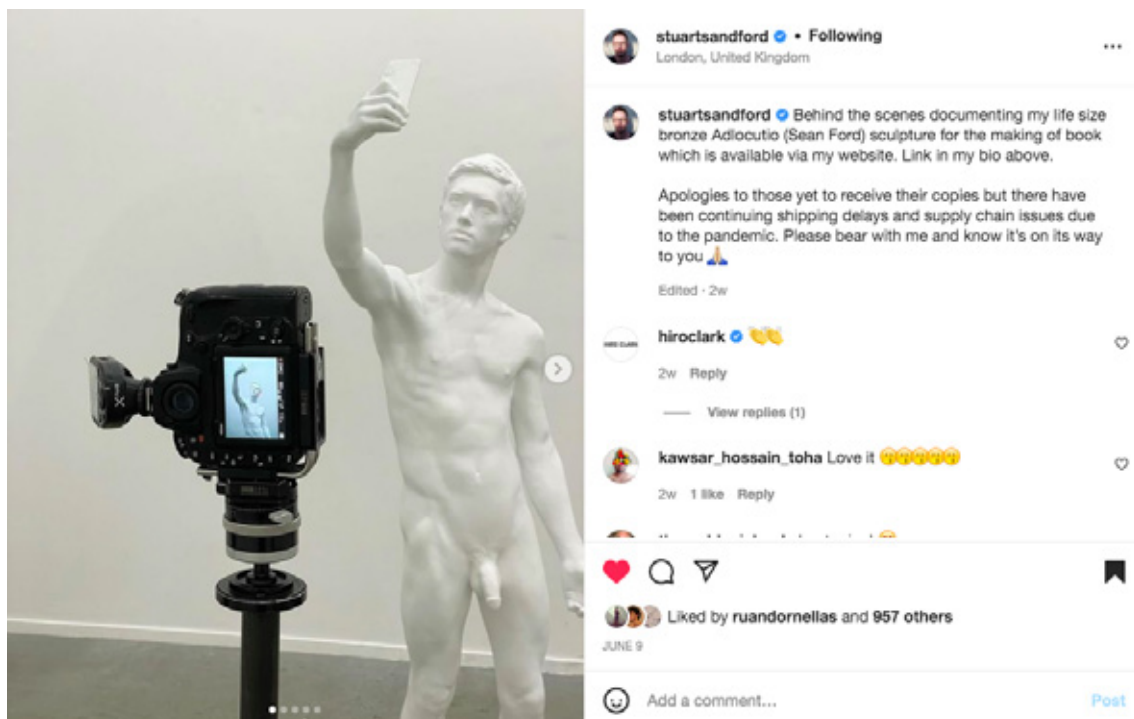 stuartsandford • Following
London, United Kingdom
stuartsandford Behind the scenes documenting my life size
bronze Adlocutio (Sean Ford) sculpture for the making of book
which is available via my website. Link in my bio above.
Apologies to those yet to receive their copies but there have
been continuing shipping delays and supply chain issues due
to the pandemic. Please bear with me and know it's on its way
to you 🙏🏼
Edited · 2w
HIRO CLARK
hiroclark 👏👏
2w Reply
View replies (1)
kawsar_hossain_toha Love it 😙😙😙😙😙
2w 1 like Reply
Liked by ruandornellas and 957 others
JUNE 9
Add a comment...
Post